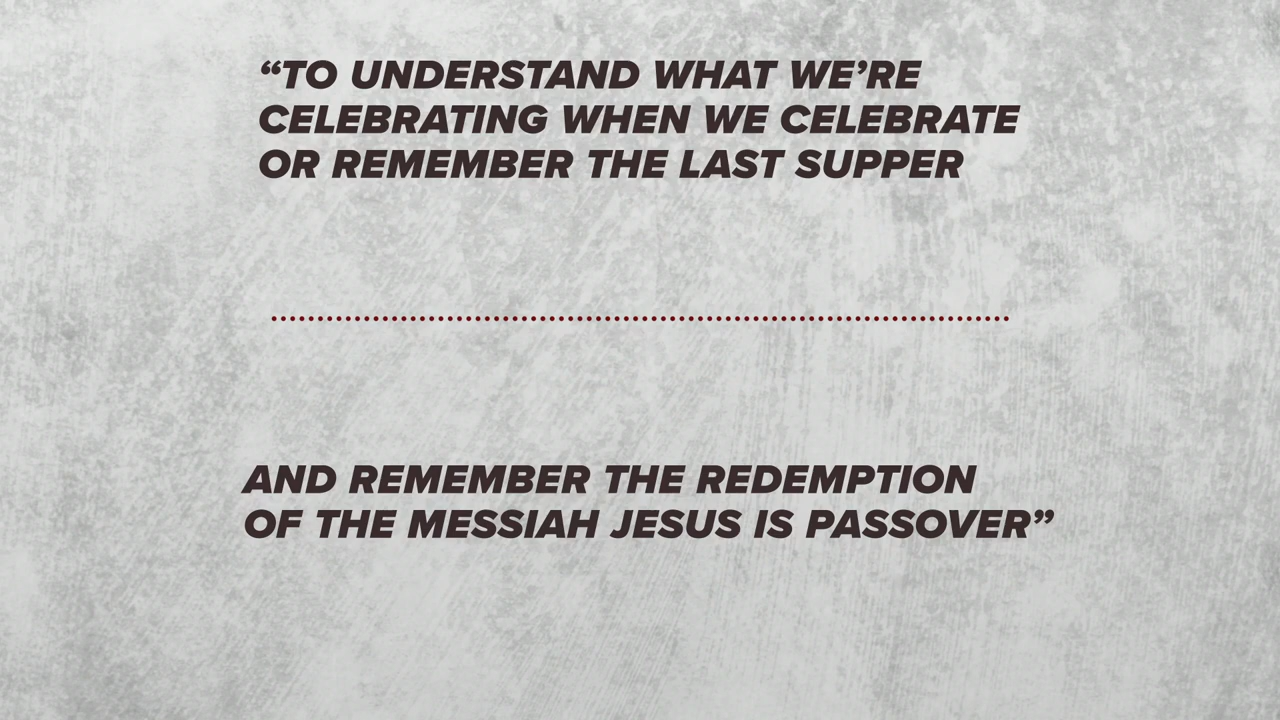 “TO UNDERSTAND WHAT WE’RE
CELEBRATING WHEN WE CELEBRATE
OR REMEMBER THE LAST SUPPER
AND REMEMBER THE REDEMPTION
OF THE MESSIAH JESUS IS PASSOVER”